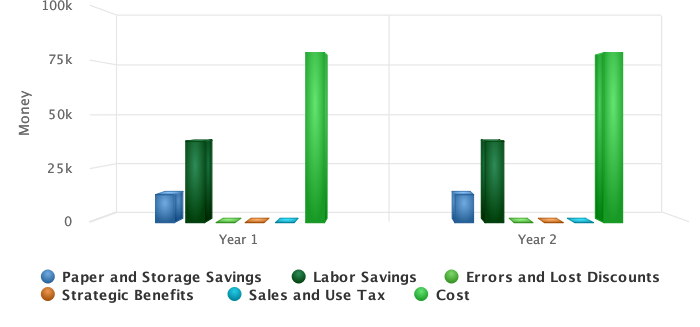 100k
75k
Money
50k
25k
0
Year 1 Year 2
Paper and Storage Savings Labor Savings Errors and Lost Discounts
Strategic Benefits Sales and Use Tax Cost